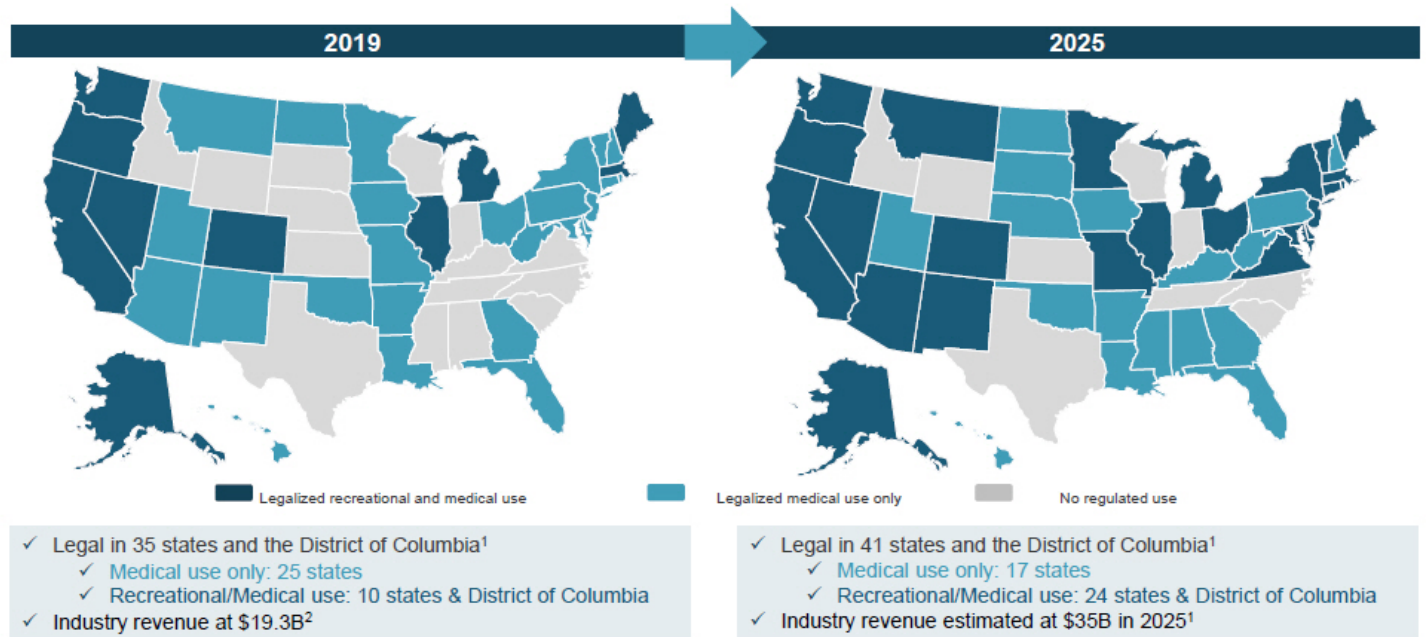 2019
2025
Legalized recreational and medical use
Legalized medical use only
No regulated use
✓ Legal in 35 states and the District of Columbia¹
✓ Medical use only: 25 states
✓ Recreational/Medical use: 10 states & District of Columbia
✓ Industry revenue at $19.3B²
✓ Legal in 41 states and the District of Columbia¹
✓ Medical use only: 17 states
✓ Recreational/Medical use: 24 states & District of Columbia
✓ Industry revenue estimated at $35B in 2025¹